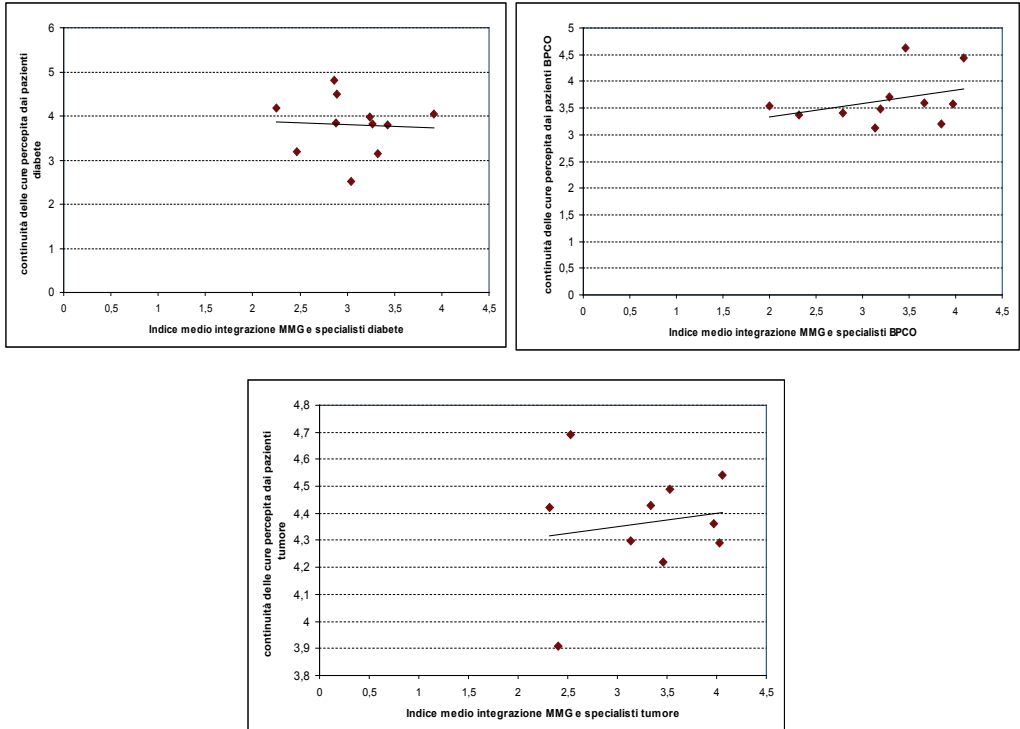 6
5
4
3
2
1
0
0 0,5 1 1,5 2 2,5 3 3,5 4 4,5
continuità delle cure percepita dai pazienti
diabete
Indice medio integrazione MMG e specialisti diabete
5
4,5
4
3,5
3
2,5
2
1,5
1
0,5
0
0 0,5 1 1,5 2 2,5 3 3,5 4 4,5
continuità delle cure percepita dai pazienti BPCO
Indice medio integrazione MMG e specialisti BPCO
4,8
4,7
4,6
4,5
4,4
4,3
4,2
4,1
4
3,9
3,8
0 0,5 1 1,5 2 2,5 3 3,5 4 4,5
continuità delle cure percepita dai pazienti
tumore
Indice medio integrazione MMG e specialisti tumore